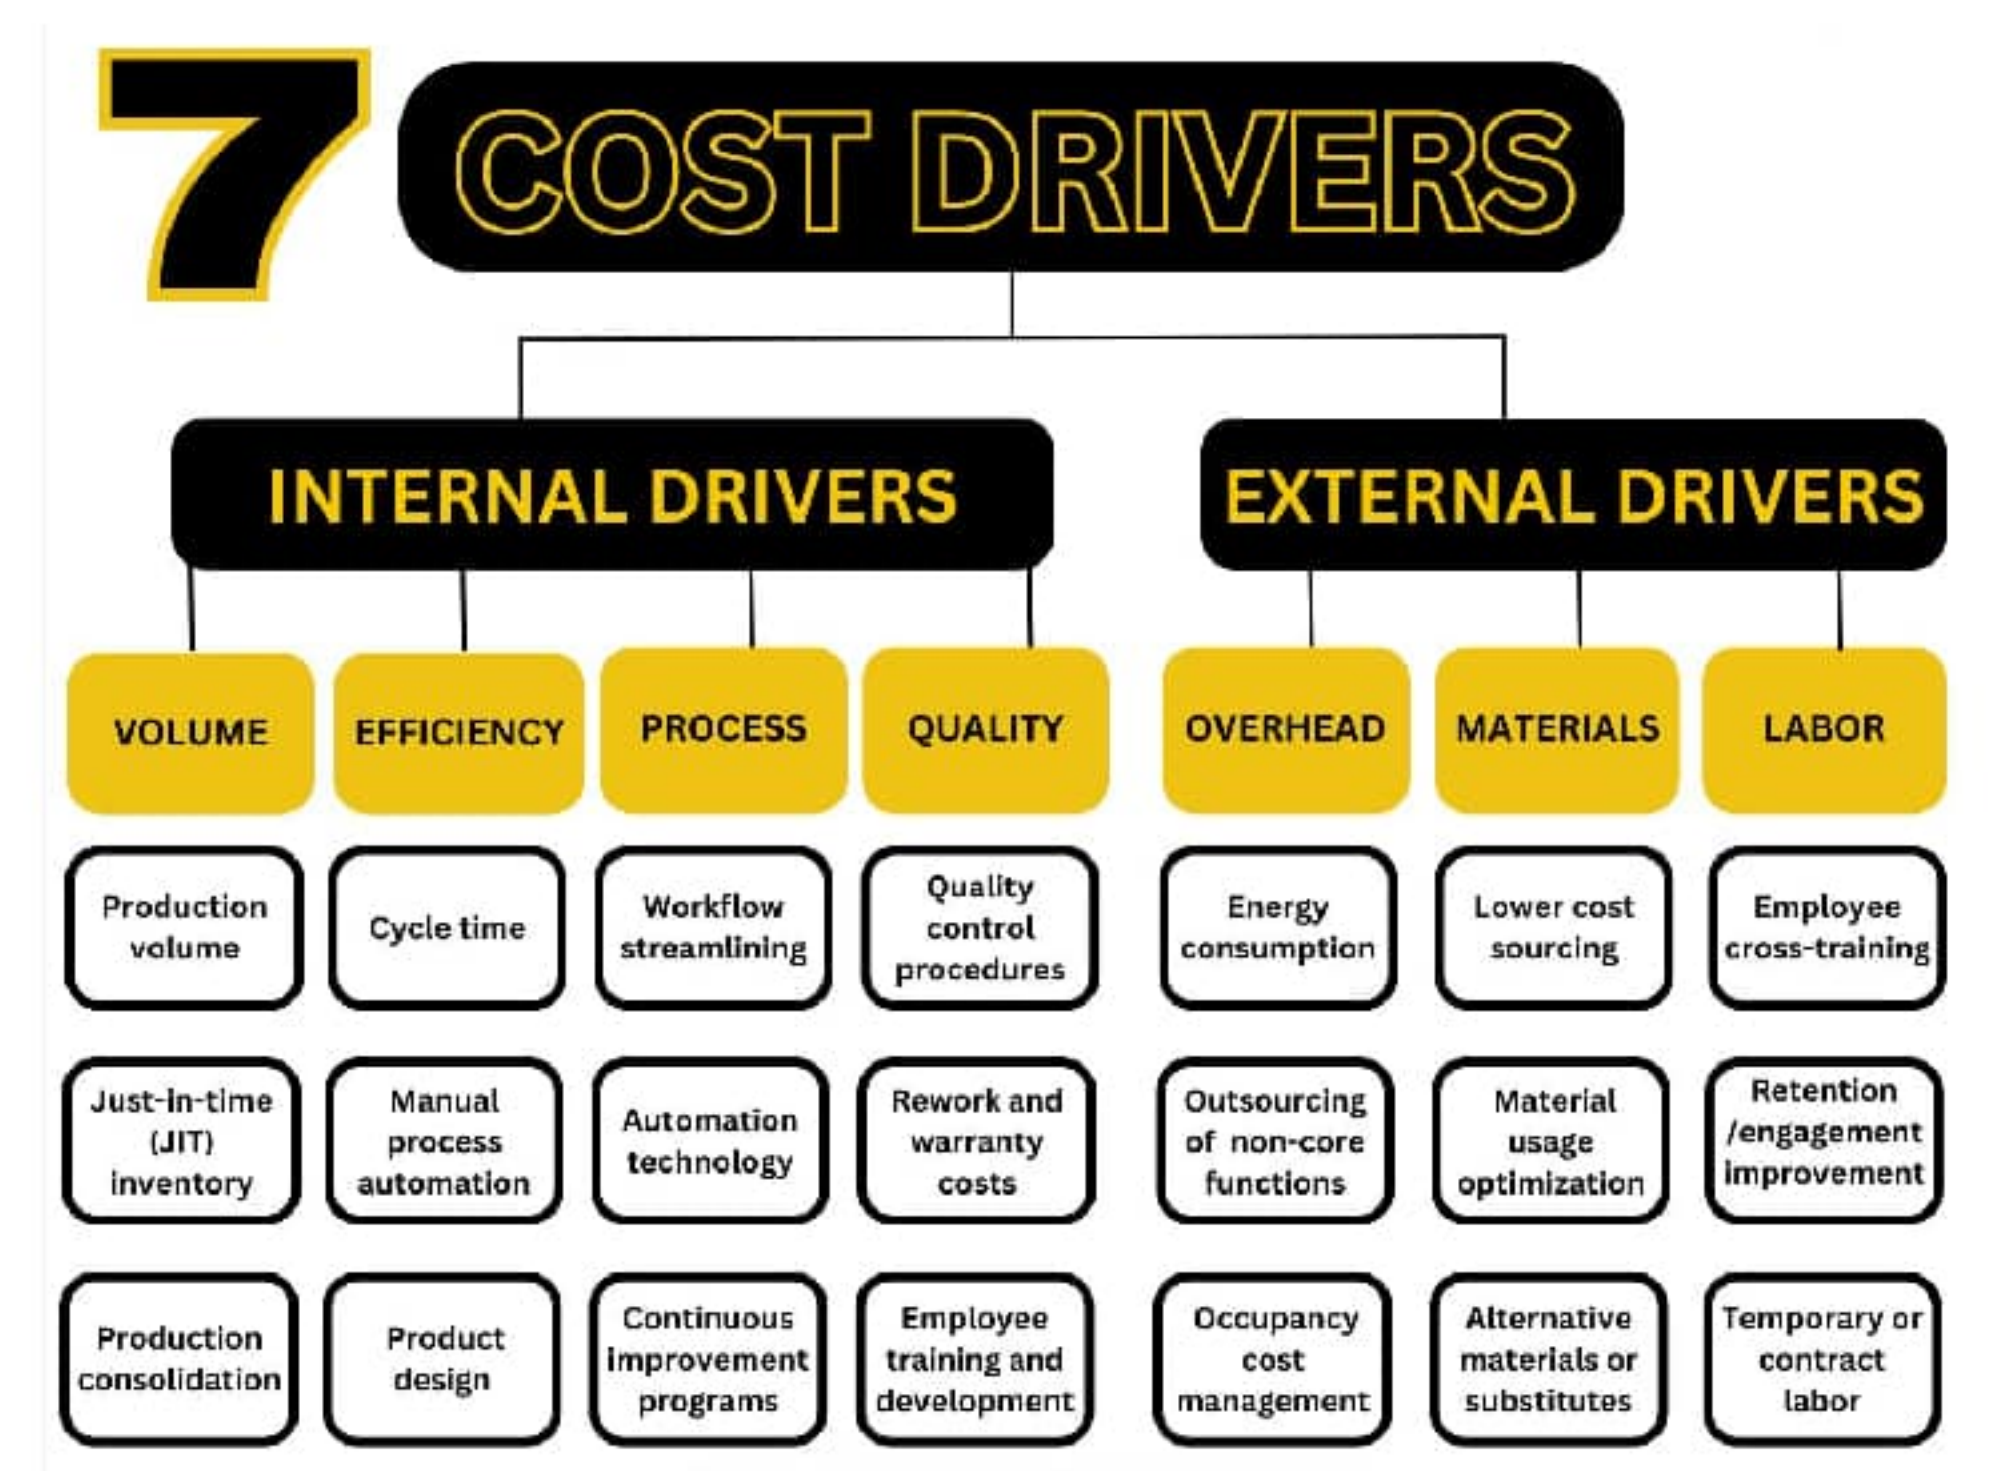 7
COST DRIVERS
INTERNAL DRIVERS
EXTERNAL DRIVERS
VOLUME
EFFICIENCY
PROCESS
QUALITY
OVERHEAD
MATERIALS
LABOR
Production
volume
Cycle time
Workflow
streamlining
Quality
control
procedures
Energy
consumption
Lower cost
sourcing
Employee
cross-training
Just-in-time
(JIT)
inventory
Manual
process
automation
Automation
technology
Rework and
warranty
costs
Outsourcing
of non-core
functions
Material
usage
optimization
Retention
/engagement
improvement
Production
consolidation
Product
design
Continuous
improvement
programs
Employee
training and
development
Occupancy
cost
management
Alternative
materials or
substitutes
Temporary or
contract
labor